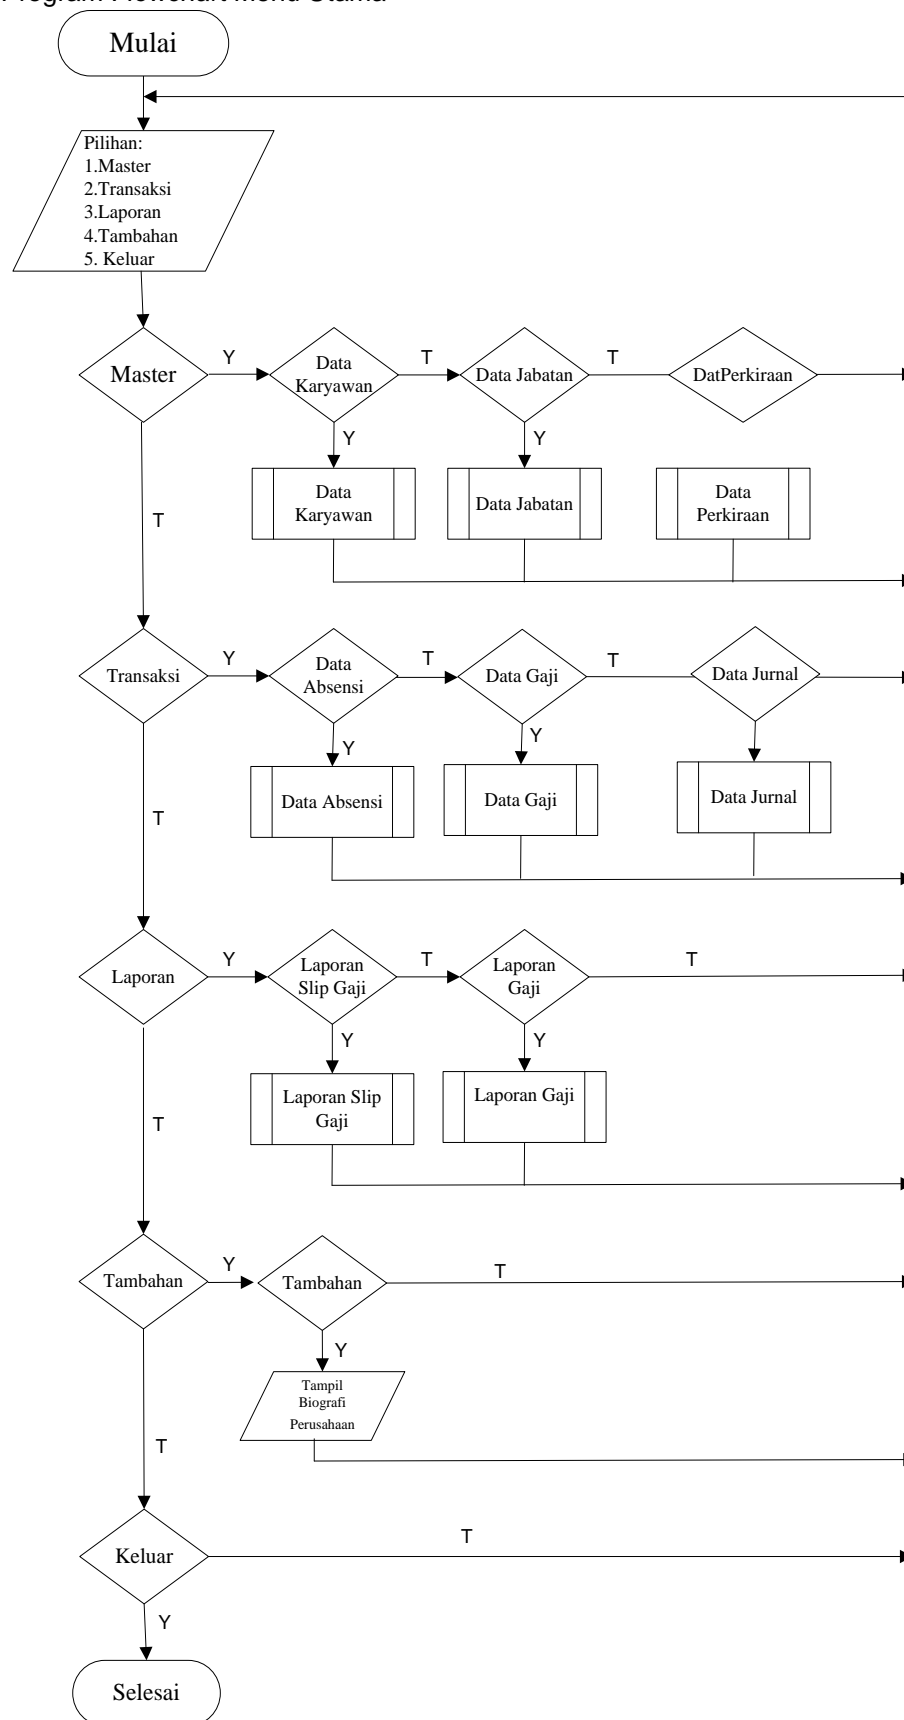 Program Flowchart Menu Utama
Mulai
Pilihan:
1.Master
2.Transaksi
3.Laporan
4.Tambahan
5. Keluar
Master
Y
Data
Karyawan
T
Data Jabatan
T
DatPerkiraan
Y
Y
Data
Karyawan
Data Jabatan
Data
Perkiraan
T
Transaksi
Y
Data
Absensi
T
Data Gaji
T
Data Jurnal
Y
Y
Data Absensi
Data Gaji
Data Jurnal
T
Laporan
Y
Laporan
Slip Gaji
T
Laporan
Gaji
T
Y
Y
Laporan Slip
Gaji
Laporan Gaji
T
Tambahan
Y
Tambahan
T
Y
Tampil
Biografi
Perusahaan
T
Keluar
T
Y
Selesai